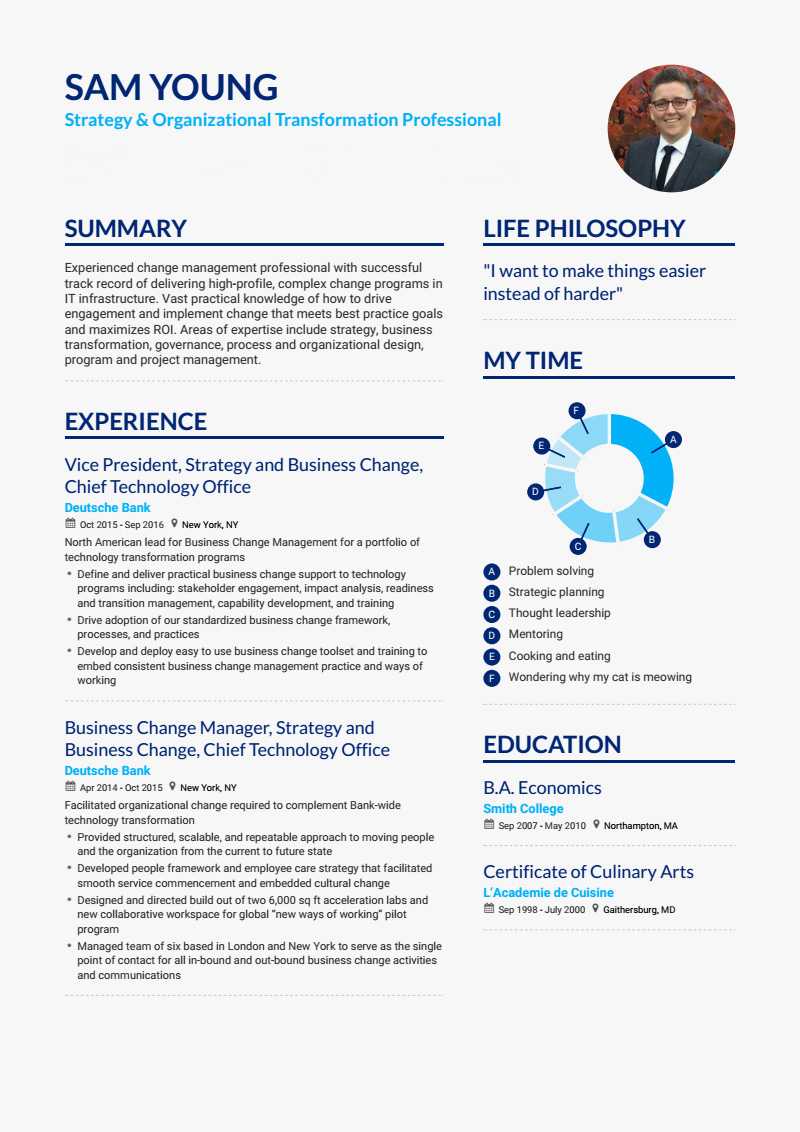 SAM YOUNG
Strategy & Organizational Transformation Professional
SUMMARY
Experienced change management professional with successful
track record of delivering high-profile, complex change programs in
IT infrastructure. Vast practical knowledge of how to drive
engagement and implement change that meets best practice goals
and maximizes ROI. Areas of expertise include strategy, business
transformation, governance, process and organizational design,
program and project management.
EXPERIENCE
Vice President, Strategy and Business Change,
Chief Technology Office
Deutsche Bank
Oct 2015 - Sep 2016 New York, NY
North American lead for Business Change Management for a portfolio of
technology transformation programs
• Define and deliver practical business change support to technology
programs including: stakeholder engagement, impact analysis, readiness
and transition management, capability development, and training
• Drive adoption of our standardized business change framework,
processes, and practices
• Develop and deploy easy to use business change toolset and training to
embed consistent business change management practice and ways of
working
Business Change Manager, Strategy and
Business Change, Chief Technology Office
Deutsche Bank
Apr 2014 - Oct 2015 New York, NY
Facilitated organizational change required to complement Bank-wide
technology transformation
• Provided structured, scalable, and repeatable approach to moving people
and the organization from the current to future state
• Developed people framework and employee care strategy that facilitated
smooth service commencement and embedded cultural change
• Designed and directed build out of two 6,000 sq ft acceleration labs and
new collaborative workspace for global "new ways of working" pilot
program
• Managed team of six based in London and New York to serve as the single
point of contact for all in-bound and out-bound business change activities
and communications
LIFE PHILOSOPHY
"I want to make things easier
instead of harder"
MY TIME
F
A
E
D
B
C
A Problem solving
B Strategic planning
C Thought leadership
D Mentoring
E Cooking and eating
F Wondering why my cat is meowing
EDUCATION
B.A. Economics
Smith College
Sep 2007 - May 2010 Northampton, MA
Certificate of Culinary Arts
L'Academie de Cuisine
Sep 1998 - July 2000 Gaithersburg, MD